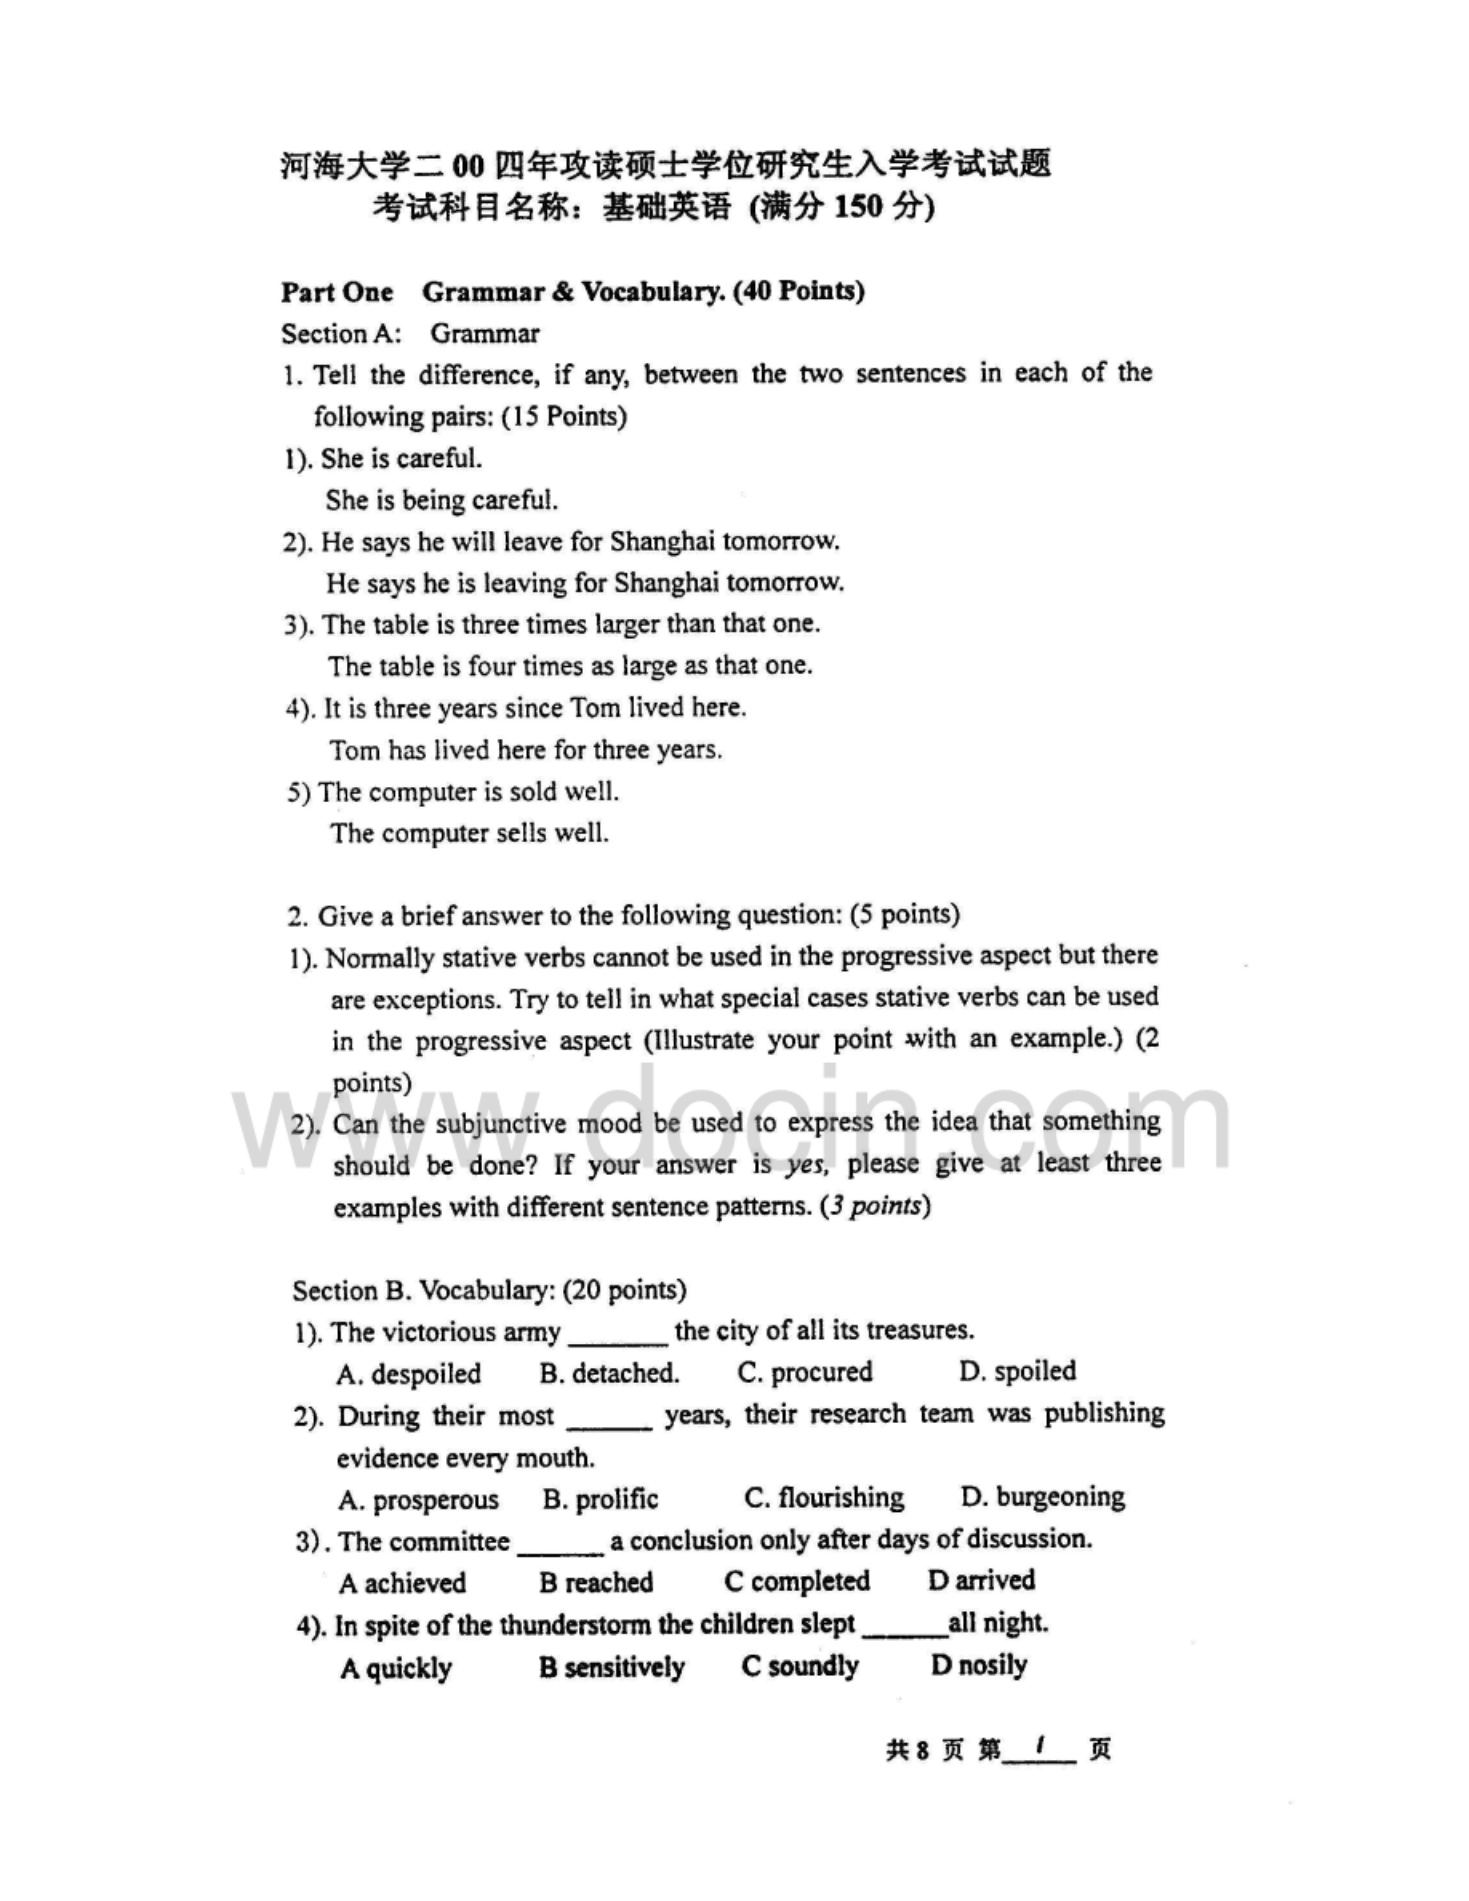 河海大学二00四年攻读硕士学位研究生入学考试试题
考试科目名称：基础英语 (满分150分)
Part One Grammar & Vocabulary. (40 Points)
Section A: Grammar
1. Tell the difference, if any, between the two sentences in each of the
following pairs: (15 Points)
1). She is careful.
She is being careful.
2). He says he will leave for Shanghai tomorrow.
He says he is leaving for Shanghai tomorrow.
3). The table is three times larger than that one.
The table is four times as large as that one.
4). It is three years since Tom lived here.
Tom has lived here for three years.
5) The computer is sold well.
The computer sells well.
2. Give a brief answer to the following question: (5 points)
1). Normally stative verbs cannot be used in the progressive aspect but there
are exceptions. Try to tell in what special cases stative verbs can be used
in the progressive aspect (Illustrate your point with an example.) (2
points)
www.docin.com
2). Can the subjunctive mood be used to express the idea that something
should be done? If your answer is yes, please give at least three
examples with different sentence patterns. (3 points)
Section B. Vocabulary: (20 points)
1). The victorious army _______ the city of all its treasures.
A. despoiled B. detached. C. procured D. spoiled
2). During their most ______ years, their research team was publishing
evidence every mouth.
A. prosperous B. prolific C. flourishing D. burgeoning
3). The committee ______ a conclusion only after days of discussion.
A achieved B reached C completed D arrived
4). In spite of the thunderstorm the children slept ______all night.
A quickly B sensitively C soundly D nosily
共8 页 第 1 页